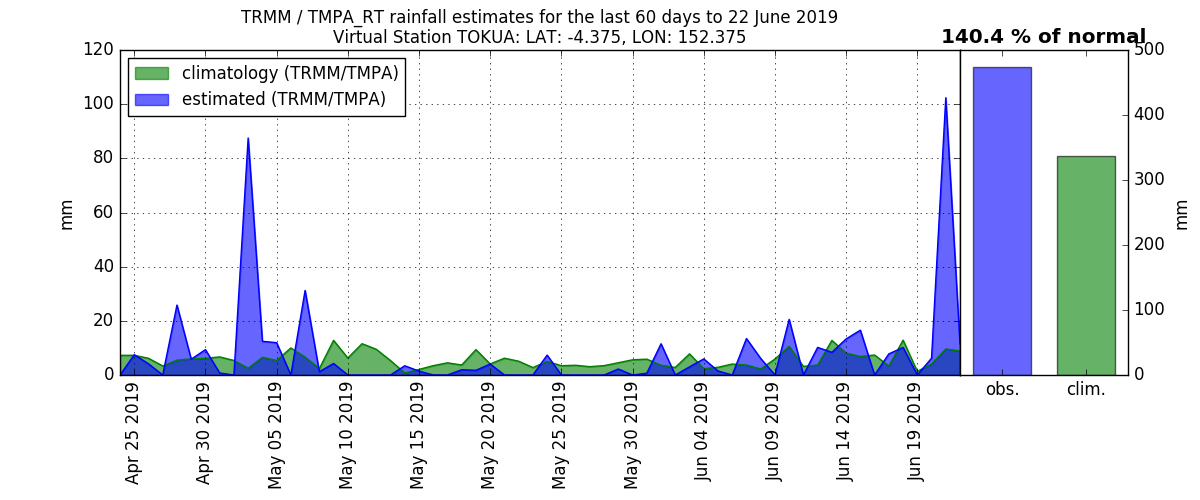 TRMM / TMPA_RT rainfall estimates for the last 60 days to 22 June 2019
Virtual Station TOKUA: LAT: -4.375, LON: 152.375
140.4 % of normal
climatology (TRMM/TMPA)
estimated (TRMM/TMPA)
mm
120
100
80
60
40
20
0
Apr 25 2019
Apr 30 2019
May 05 2019
May 10 2019
May 15 2019
May 20 2019
May 25 2019
May 30 2019
Jun 04 2019
Jun 09 2019
Jun 14 2019
Jun 19 2019
500
400
300
200
100
0
mm
obs.
clim.